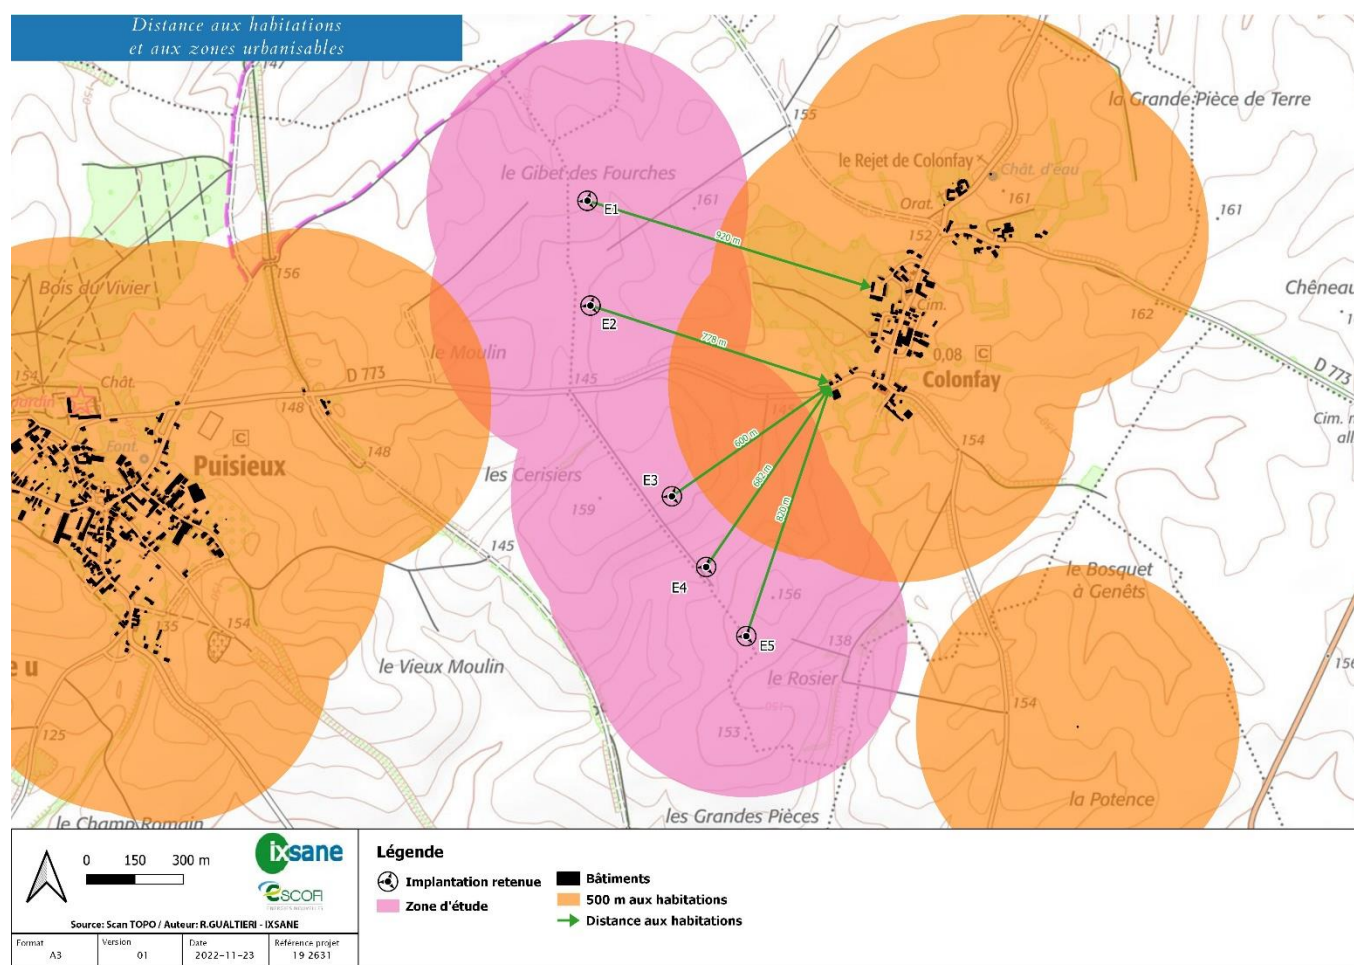 Distance aux habitations
et aux zones urbanisables
147
155
la Grande Pièce de Terre
le Rejet de Colonfay
Chât. d'eau
le Gibet des Fourches
161
161
161
E1
Orat.
152
920 m
156
Bois du Vivier
Chêneau
E2
Cim.
162
le Moulin
778 m
0,08 C
D 773
145
Colonfay
D 773
154
Chât.
148
Font.
C
600 m
Cim. m
154
148
Puisieux
les Cerisiers
E3
682 m
820 m
159
145
le Bosquet
à Genêts
E4
156
154
135
E5
138
le Vieux Moulin
le Rosier
156
e u
154
153
125
la Potence
les Grandes Pièces
le Champ Romain
0 150 300 m
ixsane
ESCOFI
Source: Scan TOPO / Auteur: R.GUALTIERI - IXSANE
Format
A3
Version
01
Date
2022-11-23
Référence projet
19 2631
Légende
Implantation retenue
Zone d'étude
Bâtiments
500 m aux habitations
Distance aux habitations